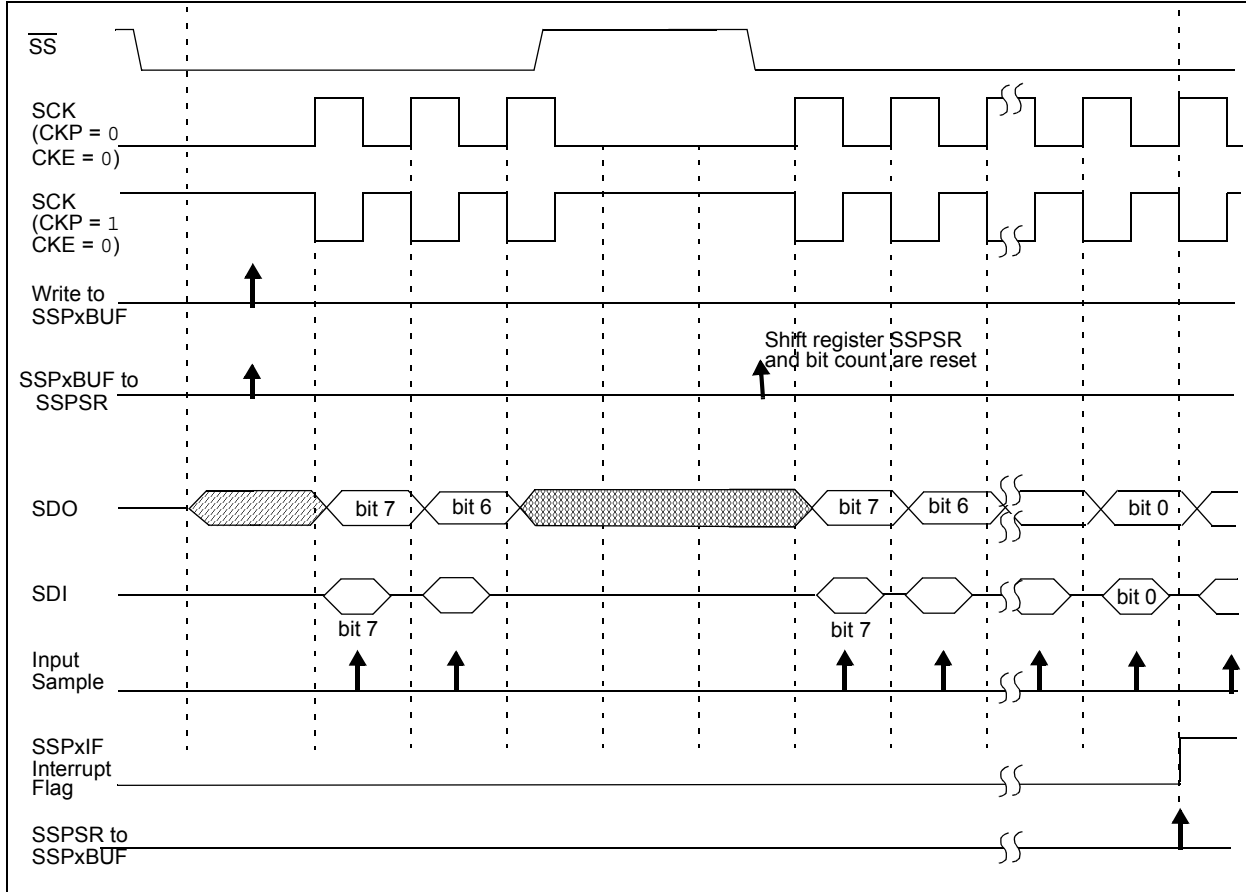 SS
SCK
(CKP = 0
CKE = 0)
SCK
(CKP = 1
CKE = 0)
Write to
SSPxBUF
Shift register SSPSR
and bit count are reset
SSPxBUF to
SSPSR
SDO
bit 7
bit 6
bit 7
bit 6
bit 0
SDI
bit 7
bit 7
bit 0
Input
Sample
SSPxIF
Interrupt
Flag
SSPSR to
SSPxBUF